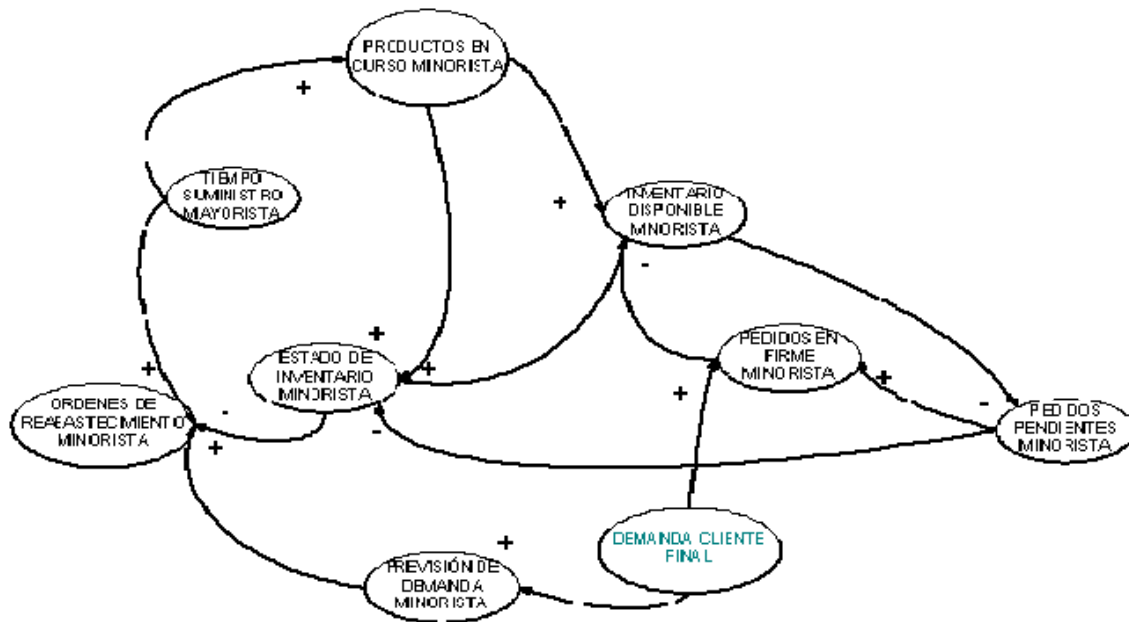 PRODUCTOS EN
CURSO MINORISTA
+
TIEMPO
SUMINISTRO
MAYORISTA
+
INVENTARIO
DISPONIBLE
MINORISTA
-
+
ESTADO DE
INVENTARIO
MINORISTA
+
PEDIDOS EN
FIRME
MINORISTA
+
+
+
ORDENES DE
REABASTECIMIENTO
MINORISTA
-
+
-
-
PEDIDOS
PENDIENTES
MINORISTA
DEMANDA CLIENTE
FINAL
+
PREVISIÓN DE
DEMANDA
MINORISTA